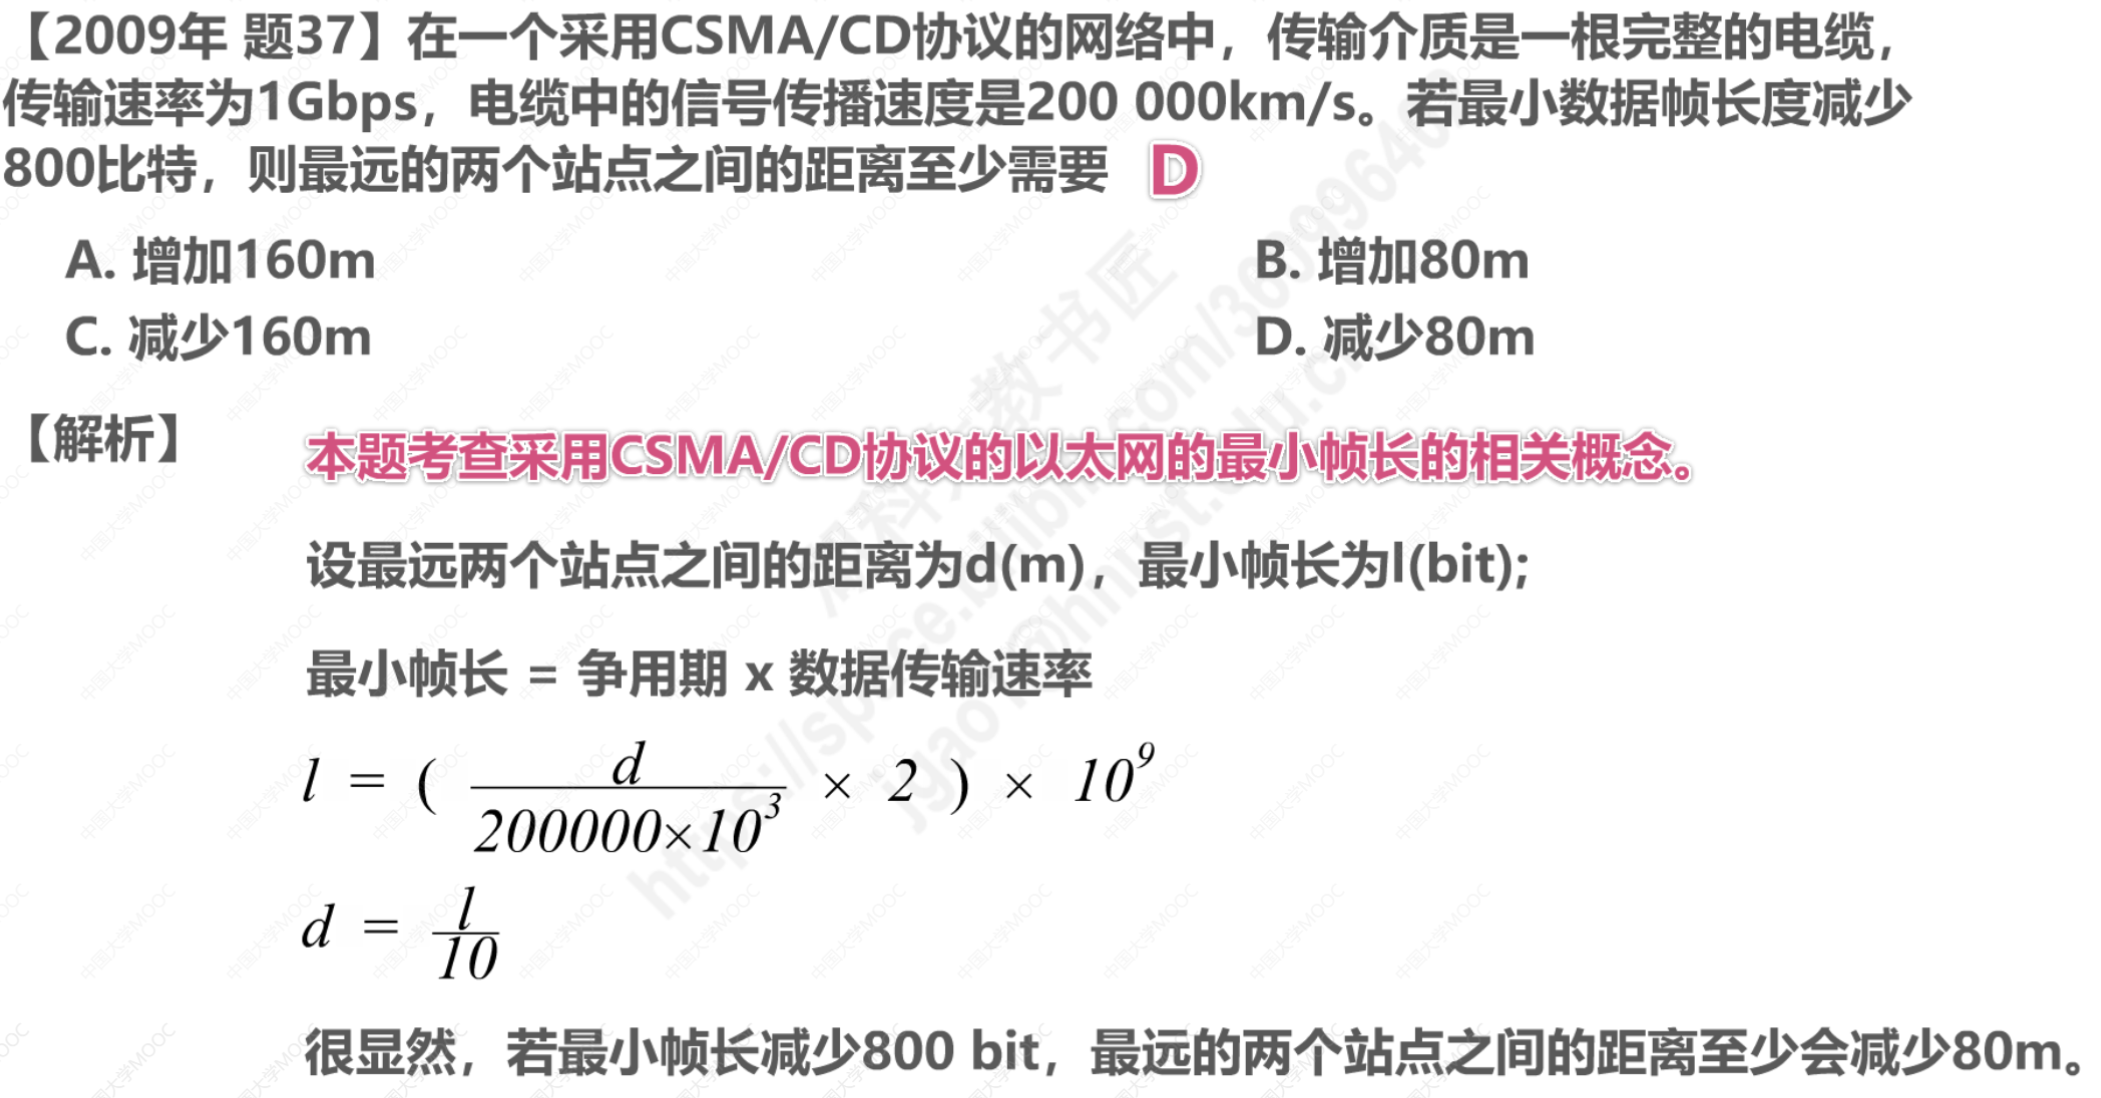 【2009年 题37】在一个采用CSMA/CD协议的网络中，传输介质是一根完整的电缆，
传输速率为1Gbps，电缆中的信号传播速度是200 000km/s。若最小数据帧长度减少
800比特，则最远的两个站点之间的距离至少需要 D
A. 增加160m B. 增加80m
C. 减少160m D. 减少80m
【解析】
本题考查采用CSMA/CD协议的以太网的最小帧长的相关概念。
设最远两个站点之间的距离为d(m)，最小帧长为l(bit);
最小帧长 = 争用期 x 数据传输速率
l = ( d / 200000×10³ × 2 ) × 10⁹
d = l / 10
很显然，若最小帧长减少800 bit，最远的两个站点之间的距离至少会减少80m。
中国大学MOOC